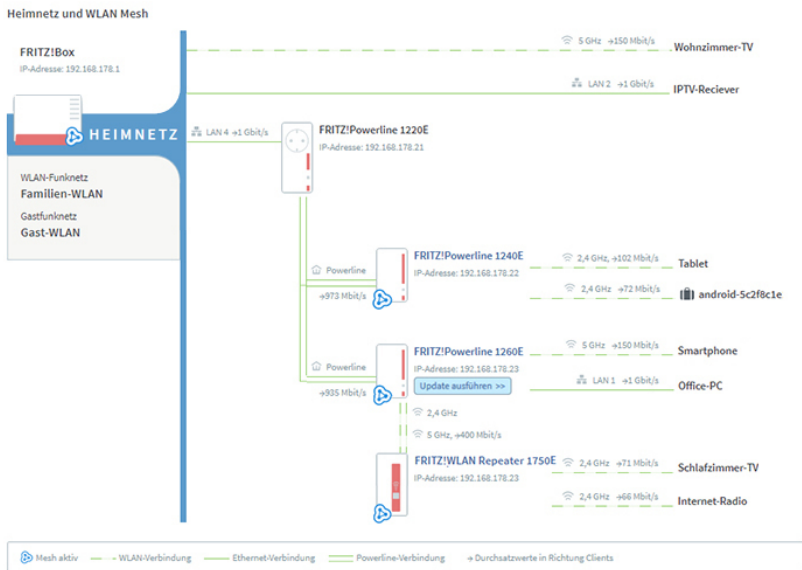 Heimnetz und WLAN Mesh
FRITZ!Box
IP-Adresse: 192.168.178.1
5 GHz →150 Mbit/s
Wohnzimmer-TV
LAN 2 →1 Gbit/s
IPTV-Reciever
HEIMNETZ
LAN 4 →1 Gbit/s
FRITZ!Powerline 1220E
IP-Adresse: 192.168.178.21
WLAN-Funknetz
Familien-WLAN
Gastfunknetz
Gast-WLAN
Powerline
→973 Mbit/s
FRITZ!Powerline 1240E
IP-Adresse: 192.168.178.22
2,4 GHz, →102 Mbit/s
Tablet
2,4 GHz →72 Mbit/s
android-5c2f8c1e
Powerline
→935 Mbit/s
FRITZ!Powerline 1260E
IP-Adresse: 192.168.178.23
Update ausführen >>
5 GHz →150 Mbit/s
Smartphone
LAN 1 →1 Gbit/s
Office-PC
2,4 GHz
5 GHz, →400 Mbit/s
FRITZ!WLAN Repeater 1750E
IP-Adresse: 192.168.178.23
2,4 GHz →71 Mbit/s
Schlafzimmer-TV
2,4 GHz →66 Mbit/s
Internet-Radio
Mesh aktiv WLAN-Verbindung Ethernet-Verbindung Powerline-Verbindung → Durchsatzwerte in Richtung Clients